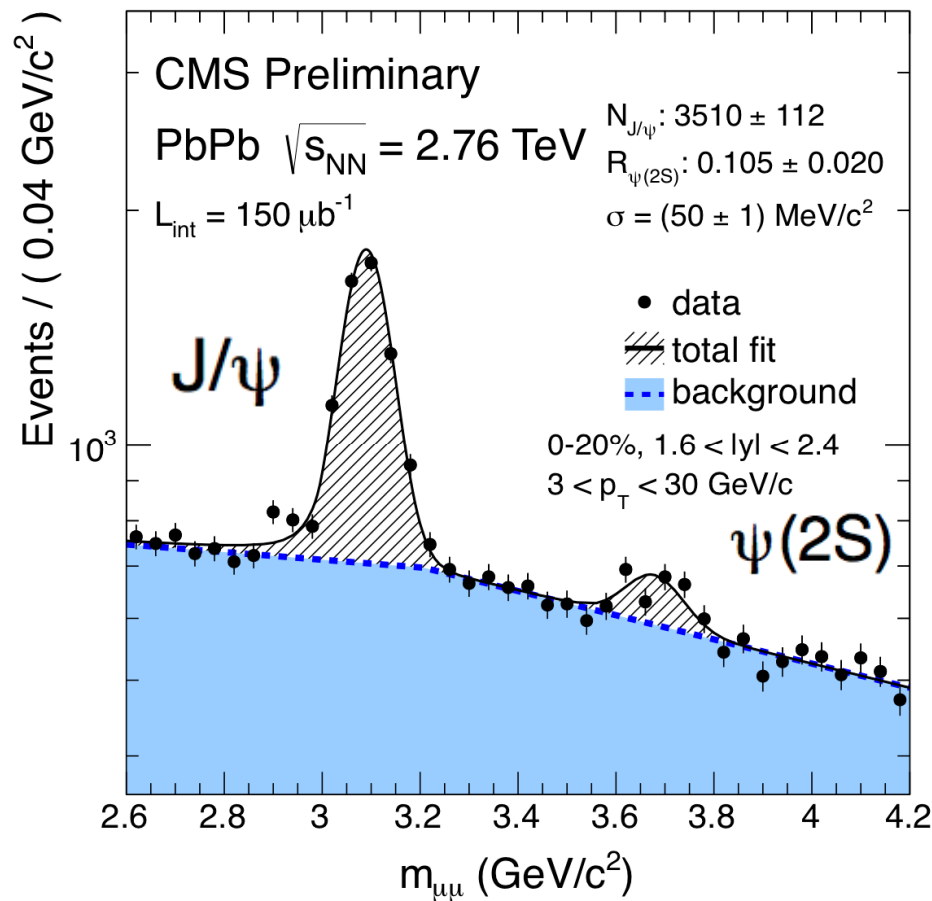 Events / ( 0.04 GeV/c²)
CMS Preliminary
PbPb √sNN = 2.76 TeV
Lint = 150 μb⁻¹
NJ/ψ: 3510 ± 112
Rψ(2S): 0.105 ± 0.020
σ = (50 ± 1) MeV/c²
data
total fit
background
J/ψ
0-20%, 1.6 < |y| < 2.4
3 < pT < 30 GeV/c
ψ(2S)
10³
2.6 2.8 3 3.2 3.4 3.6 3.8 4 4.2
mμμ (GeV/c²)